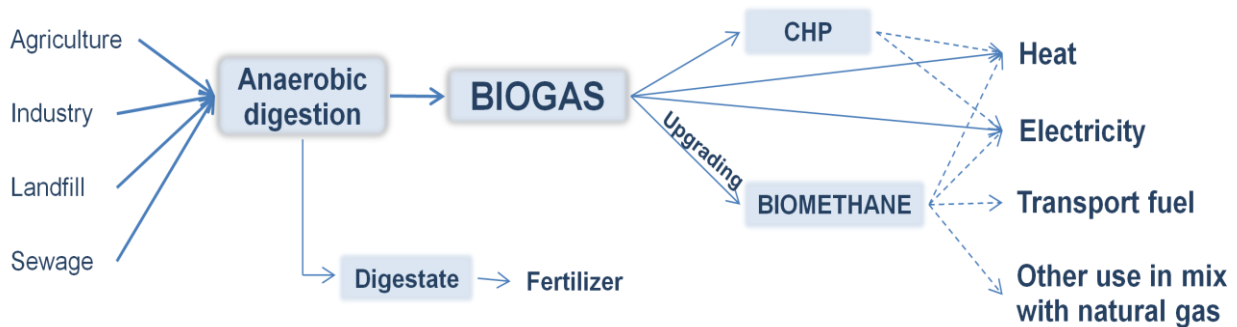 Agriculture
Industry
Landfill
Sewage
Anaerobic
digestion
BIOGAS
Digestate
Fertilizer
CHP
Upgrading
BIOMETHANE
Heat
Electricity
Transport fuel
Other use in mix
with natural gas